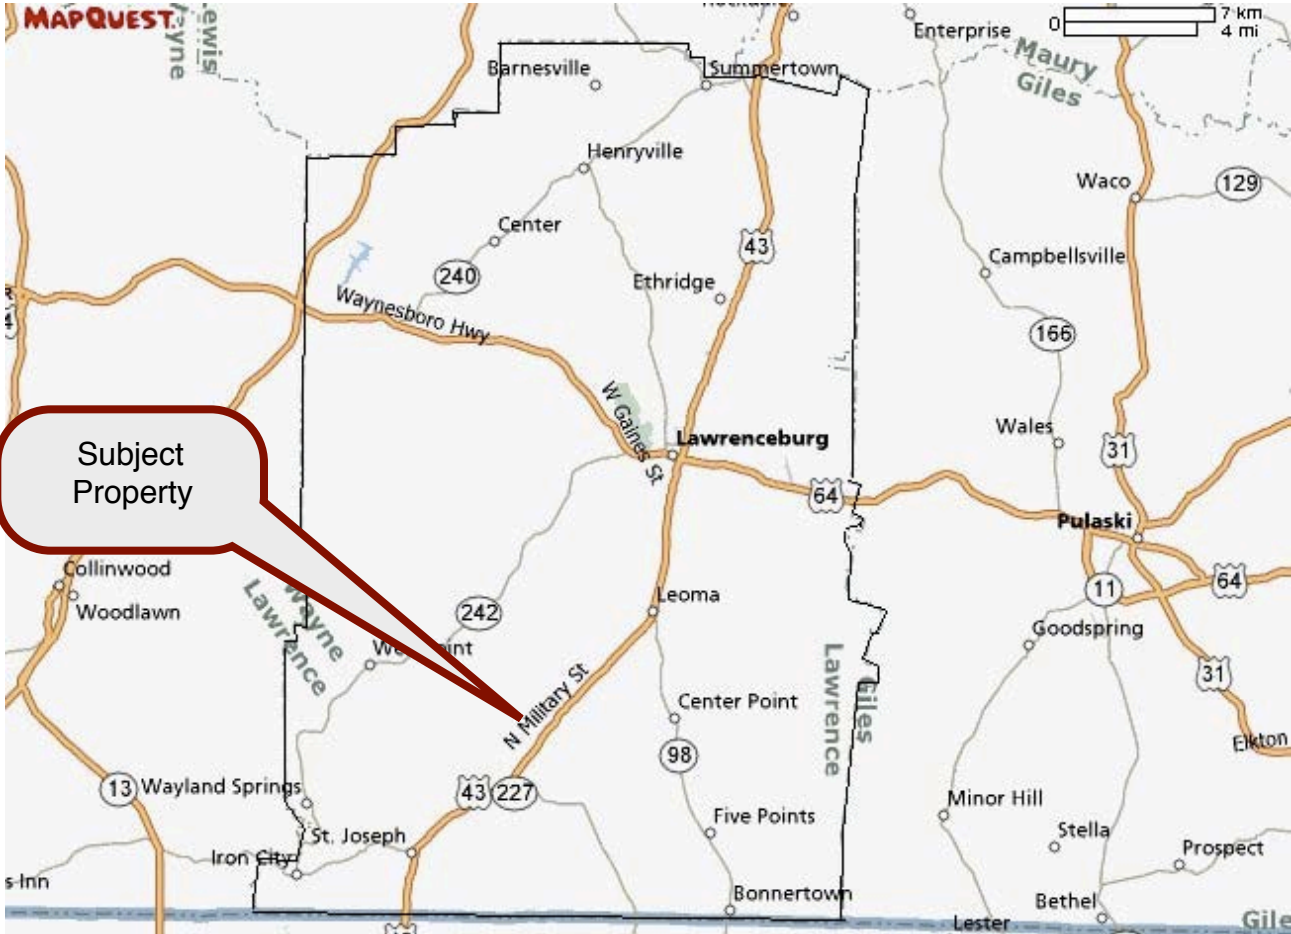 MAPQUEST
Wayne
Lewis
Enterprise
0
7 km
4 mi
Maury
Giles
Barnesville
Summertown
Henryville
Waco
129
Center
43
Campbellsville
240
Ethridge
Waynesboro Hwy
166
W Gaines St
Wales
Lawrenceburg
31
Subject
Property
64
Pulaski
Collinwood
Woodlawn
Wayne
Lawrence
242
Leoma
11
64
Goodspring
31
N Military St
Center Point
Lawrence
Giles
98
Elkton
13
Wayland Springs
43
227
Minor Hill
Five Points
St. Joseph
Stella
Iron City
Prospect
s Inn
Bonnertown
Bethel
Lester
Gile